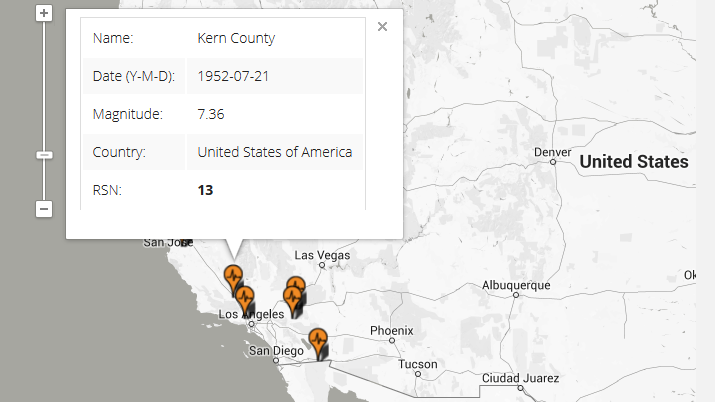 Name: Kern County
Date (Y-M-D): 1952-07-21
Magnitude: 7.36
Country: United States of America
RSN: 13
Denver
United States
San Jose
Las Vegas
Albuquerque
Ok
Los Angeles
Phoenix
San Diego
Tucson
Ciudad Juarez